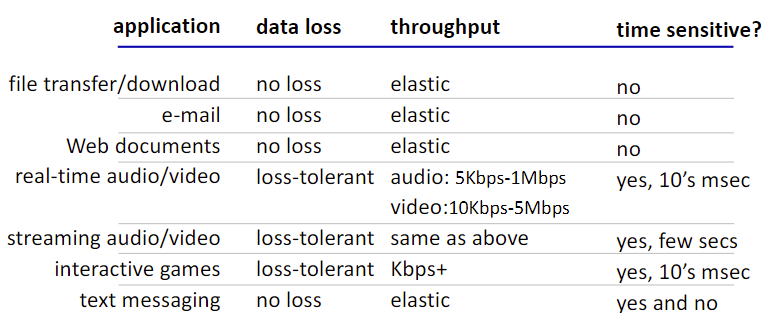 application data loss throughput time sensitive?
file transfer/download no loss elastic no
e-mail no loss elastic no
Web documents no loss elastic no
real-time audio/video loss-tolerant audio: 5Kbps-1Mbps yes, 10's msec
video:10Kbps-5Mbps
streaming audio/video loss-tolerant same as above yes, few secs
interactive games loss-tolerant Kbps+ yes, 10's msec
text messaging no loss elastic yes and no